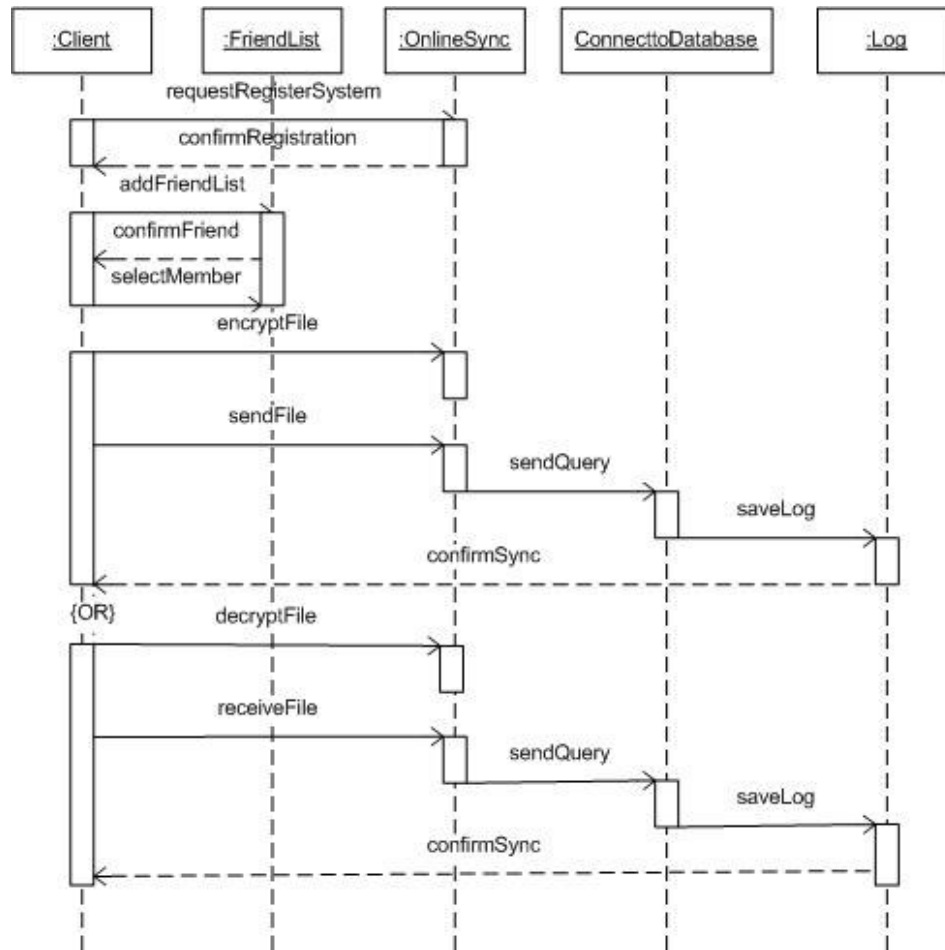 :Client
:FriendList
:OnlineSync
ConnecttoDatabase
:Log
requestRegisterSystem
confirmRegistration
addFriendList
confirmFriend
selectMember
encryptFile
sendFile
sendQuery
saveLog
confirmSync
{OR}
decryptFile
receiveFile
sendQuery
saveLog
confirmSync